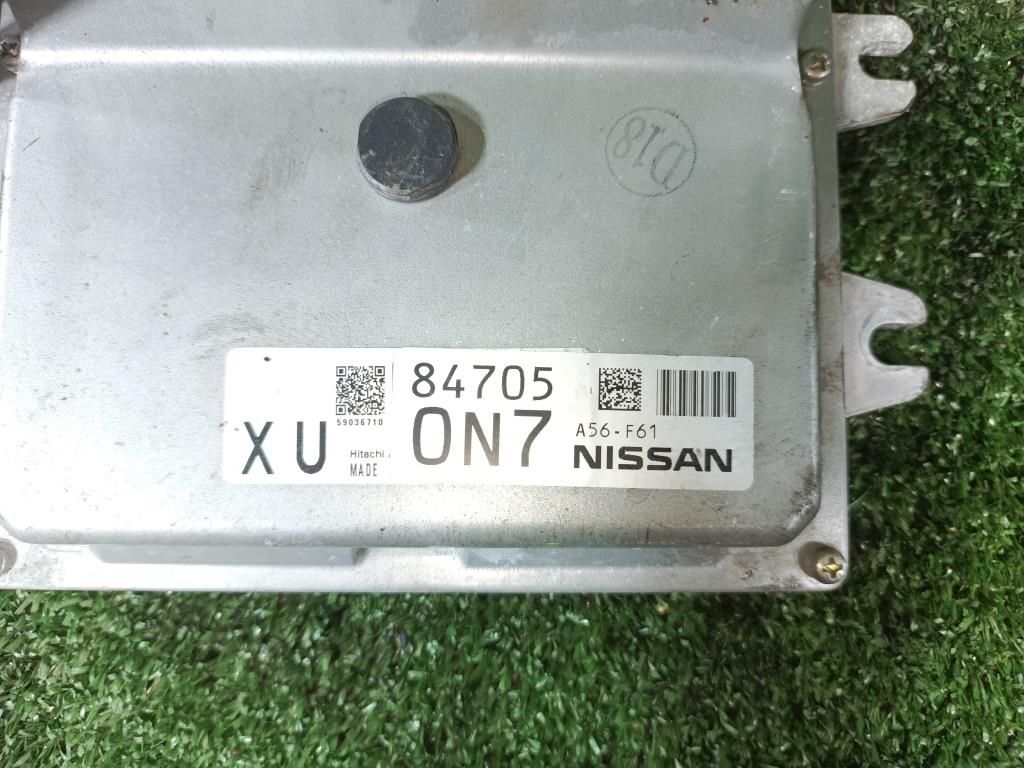 D18
84705
59036710
A56-F61
XU
Hitachi
MADE
0N7
NISSAN